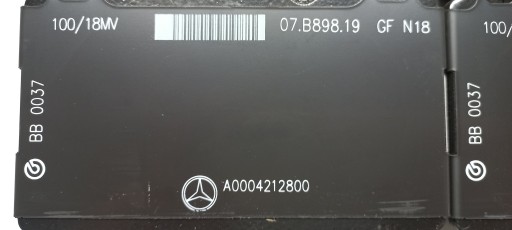 100/18MV 07.B898.19 GF N18
BB 0037
A0004212800
100/
BB 0037